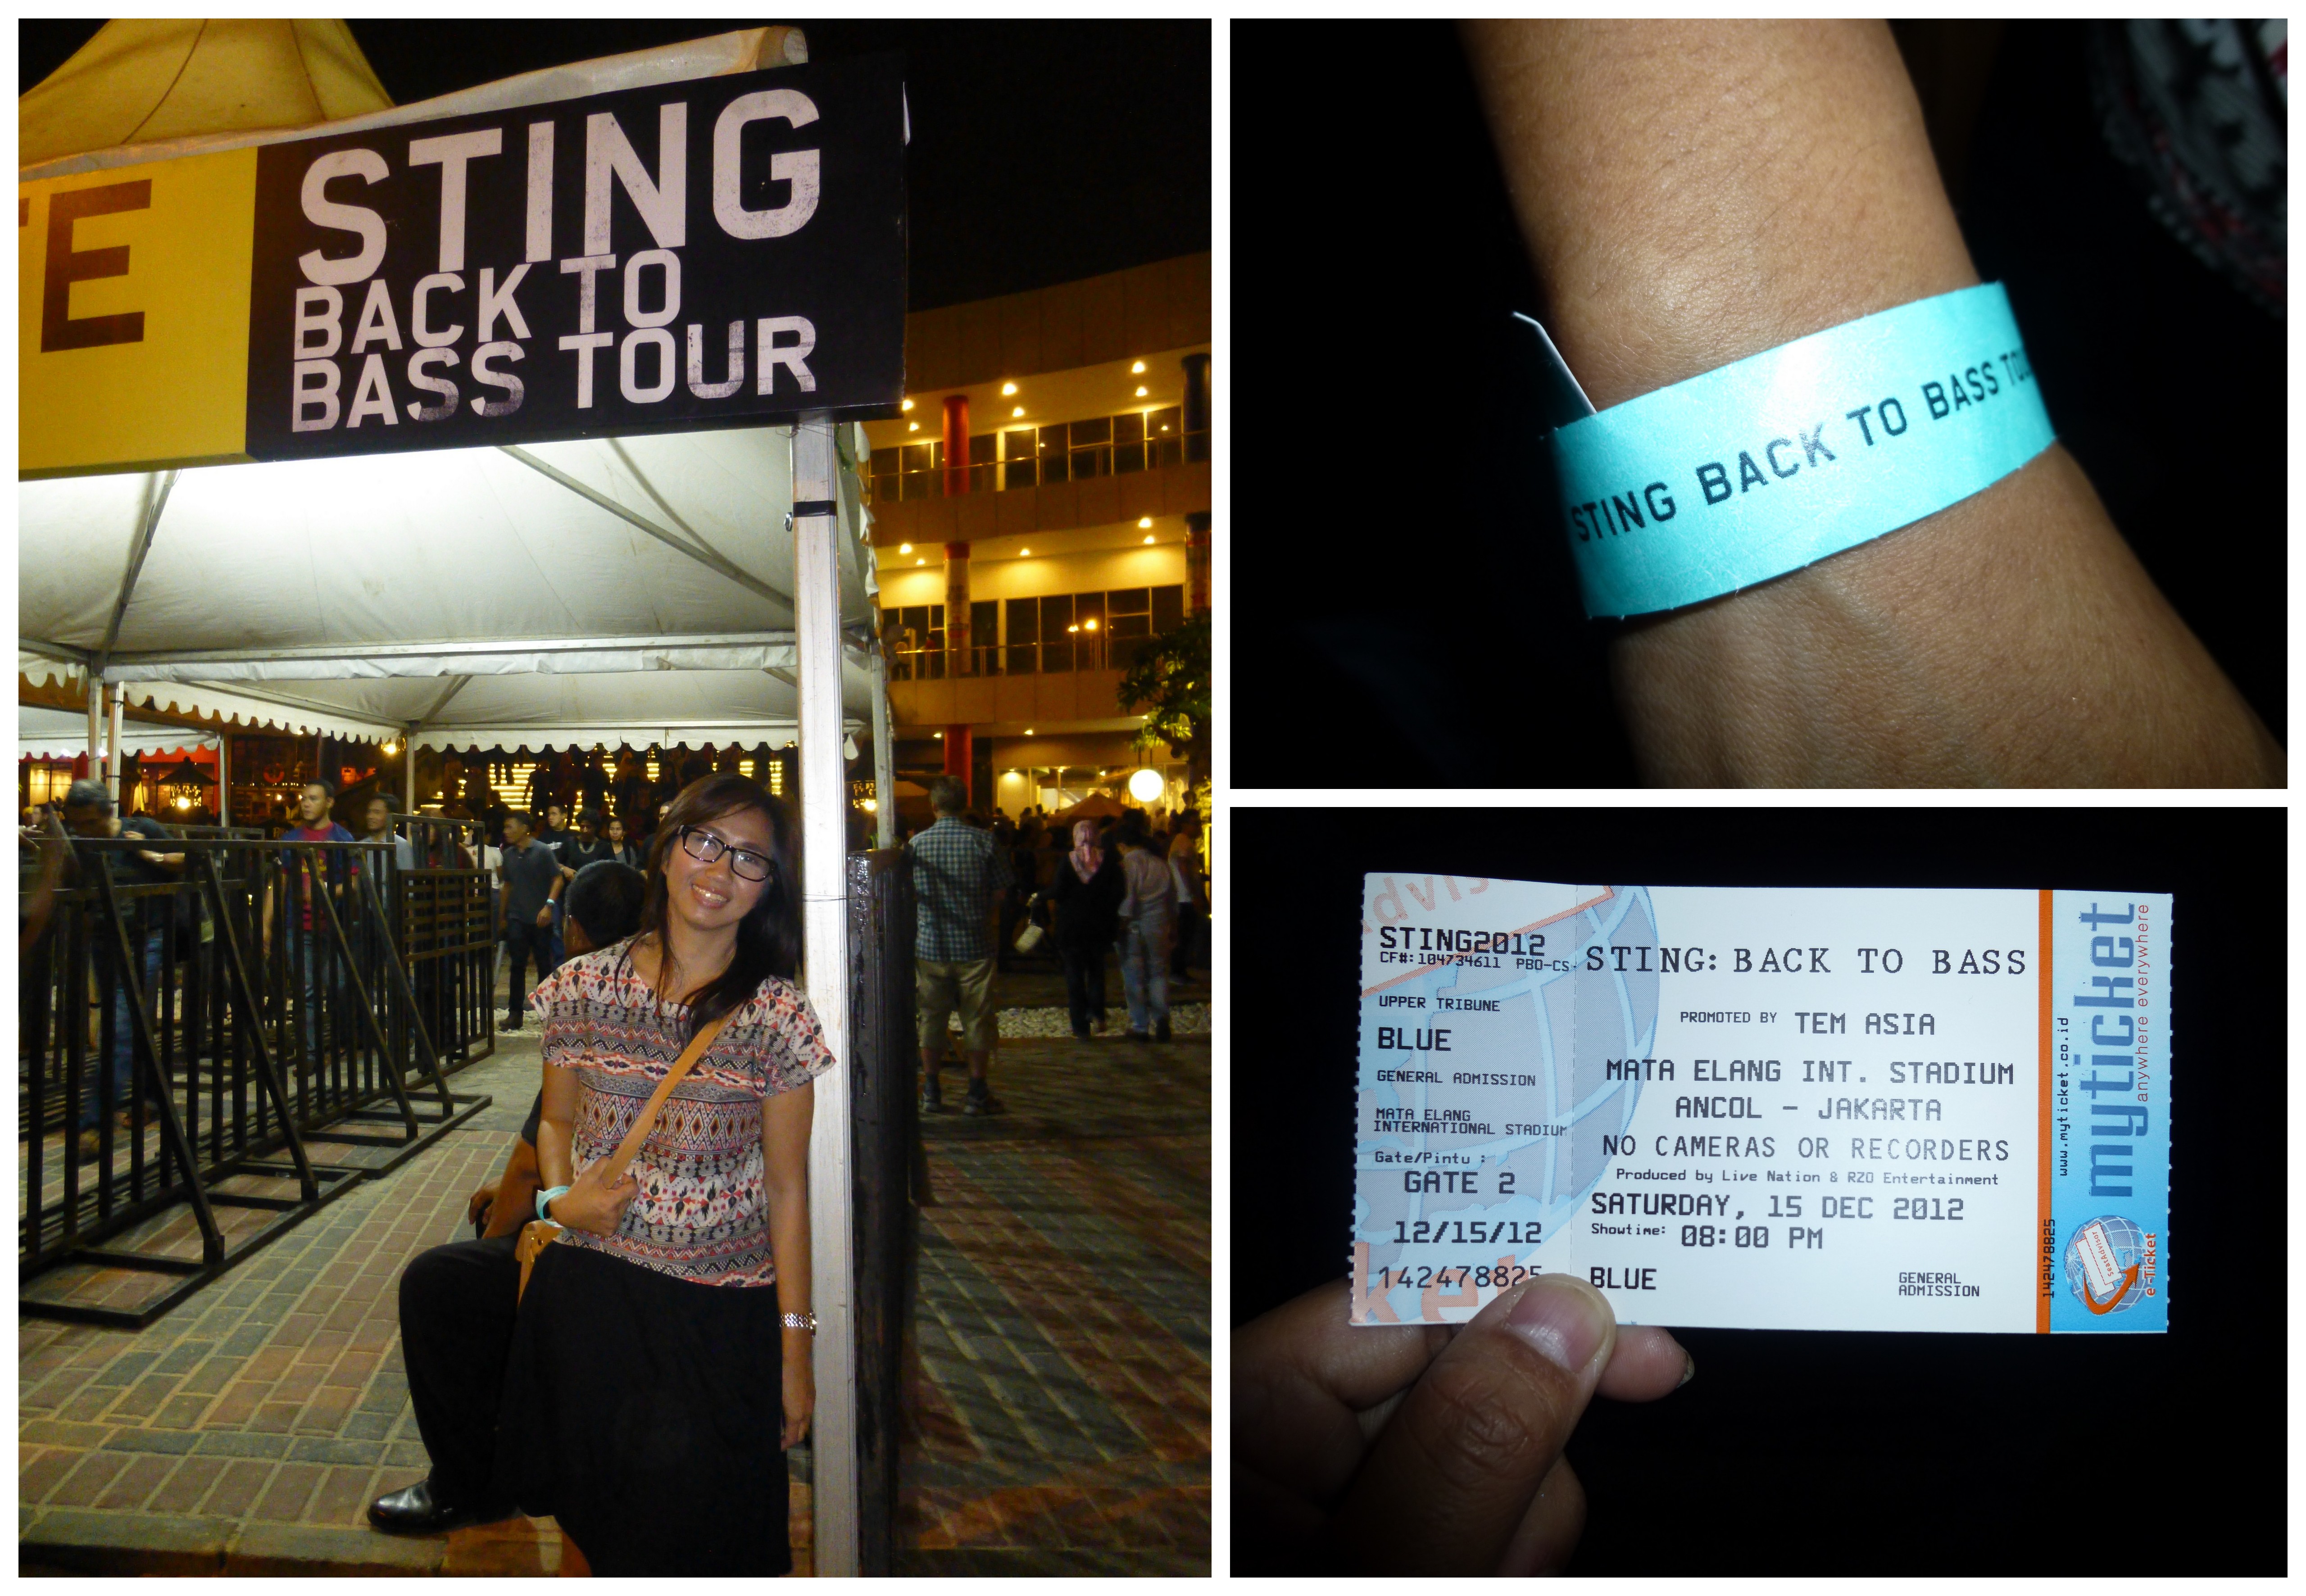 STING
BACK TO
BASS TOUR
STING BACK TO BASS
STING2012
CF#:104734611 PBO-CS
UPPER TRIBUNE
BLUE
GENERAL ADMISSION
MATA ELANG
INTERNATIONAL STADIUM
Gate/Pintu :
GATE 2
12/15/12
142478825
STING: BACK TO BASS
PROMOTED BY TEM ASIA
MATA ELANG INT. STADIUM
ANCOL - JAKARTA
NO CAMERAS OR RECORDERS
Produced by Live Nation & RZO Entertainment
SATURDAY, 15 DEC 2012
Showtime: 08:00 PM
BLUE
GENERAL
ADMISSION
142478825
www.myticket.co.id
myticket
anywhere everywhere
SeatAdvisor
e-Ticket